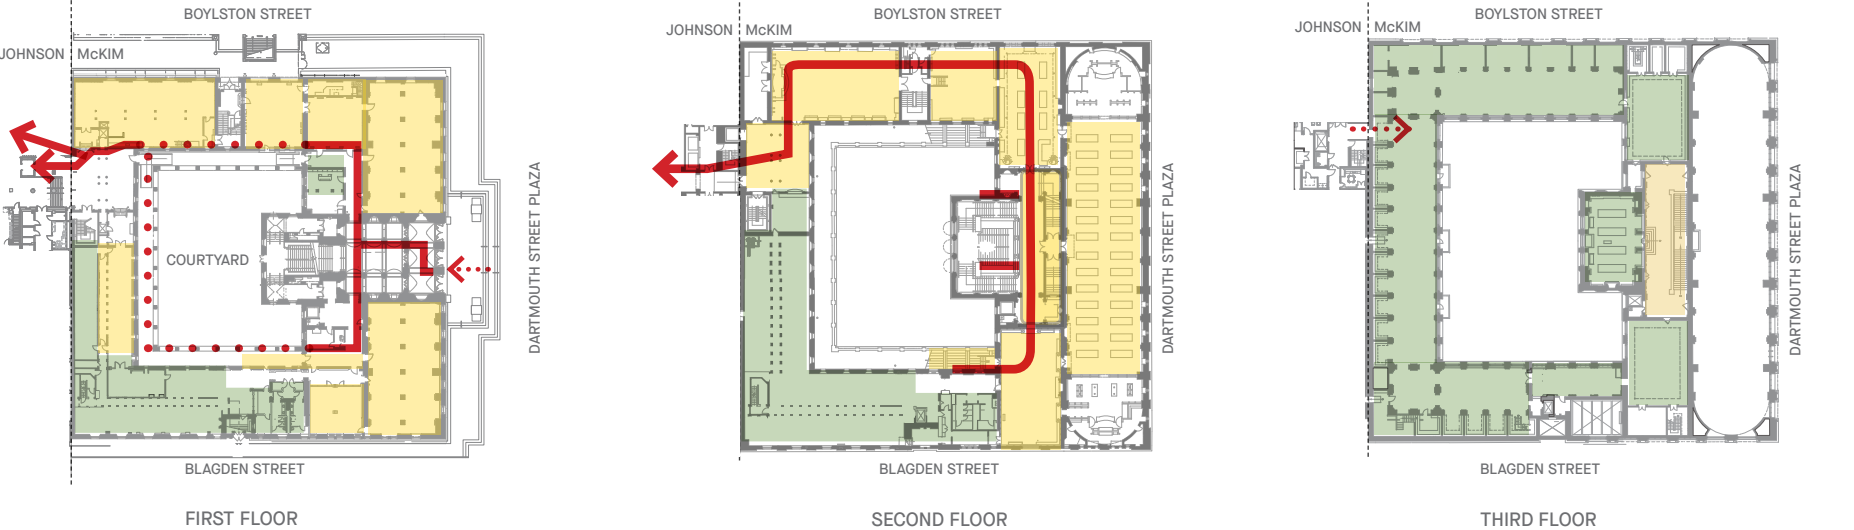 BOYLSTON STREET
JOHNSON McKIM
COURTYARD
DARTMOUTH STREET PLAZA
BLAGDEN STREET
FIRST FLOOR
BOYLSTON STREET
JOHNSON McKIM
DARTMOUTH STREET PLAZA
BLAGDEN STREET
SECOND FLOOR
BOYLSTON STREET
JOHNSON McKIM
DARTMOUTH STREET PLAZA
BLAGDEN STREET
THIRD FLOOR